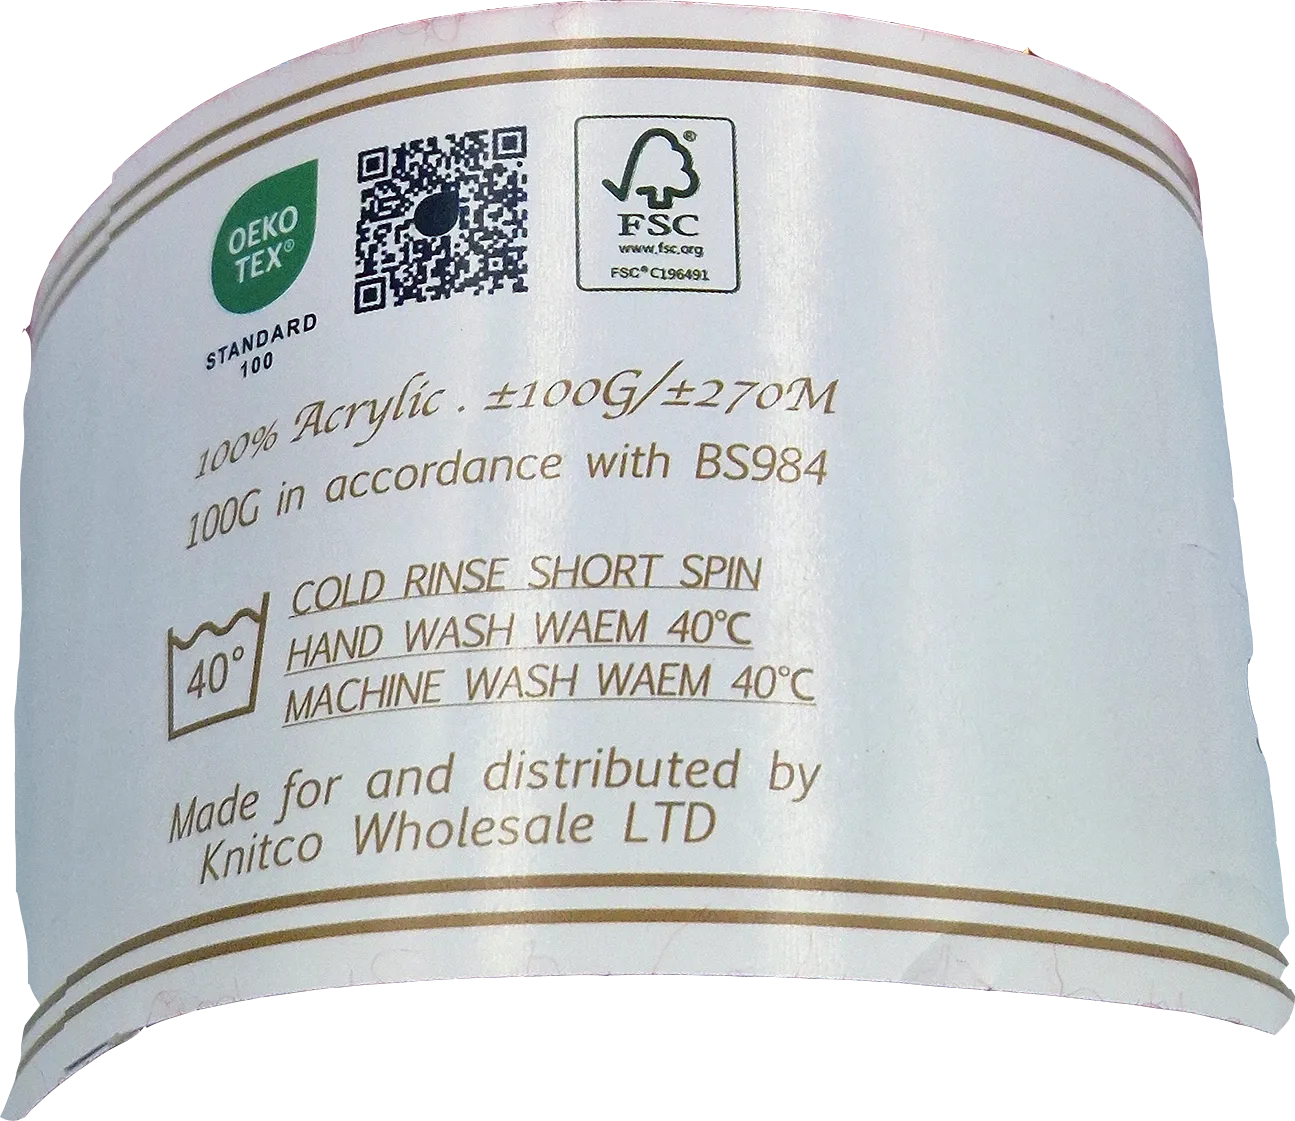 OEKO
TEX®
STANDARD
100
FSC
www.fsc.org
FSC® C196491
100% Acrylic . ±100G/±270M
100G in accordance with BS984
40°
COLD RINSE SHORT SPIN
HAND WASH WAEM 40°C
MACHINE WASH WAEM 40°C
Made for and distributed by
Knitco Wholesale LTD